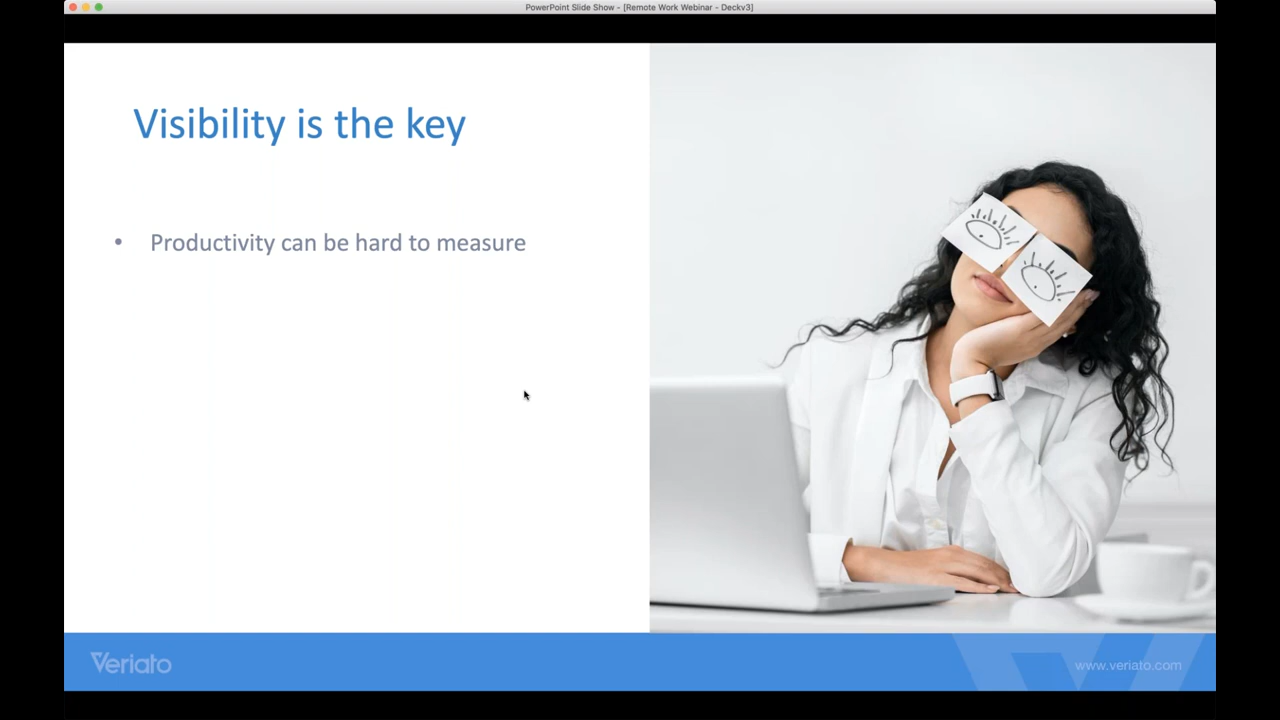 PowerPoint Slide Show - [Remote Work Webinar - Deckv3]
Visibility is the key
• Productivity can be hard to measure
Veriato
www.veriato.com